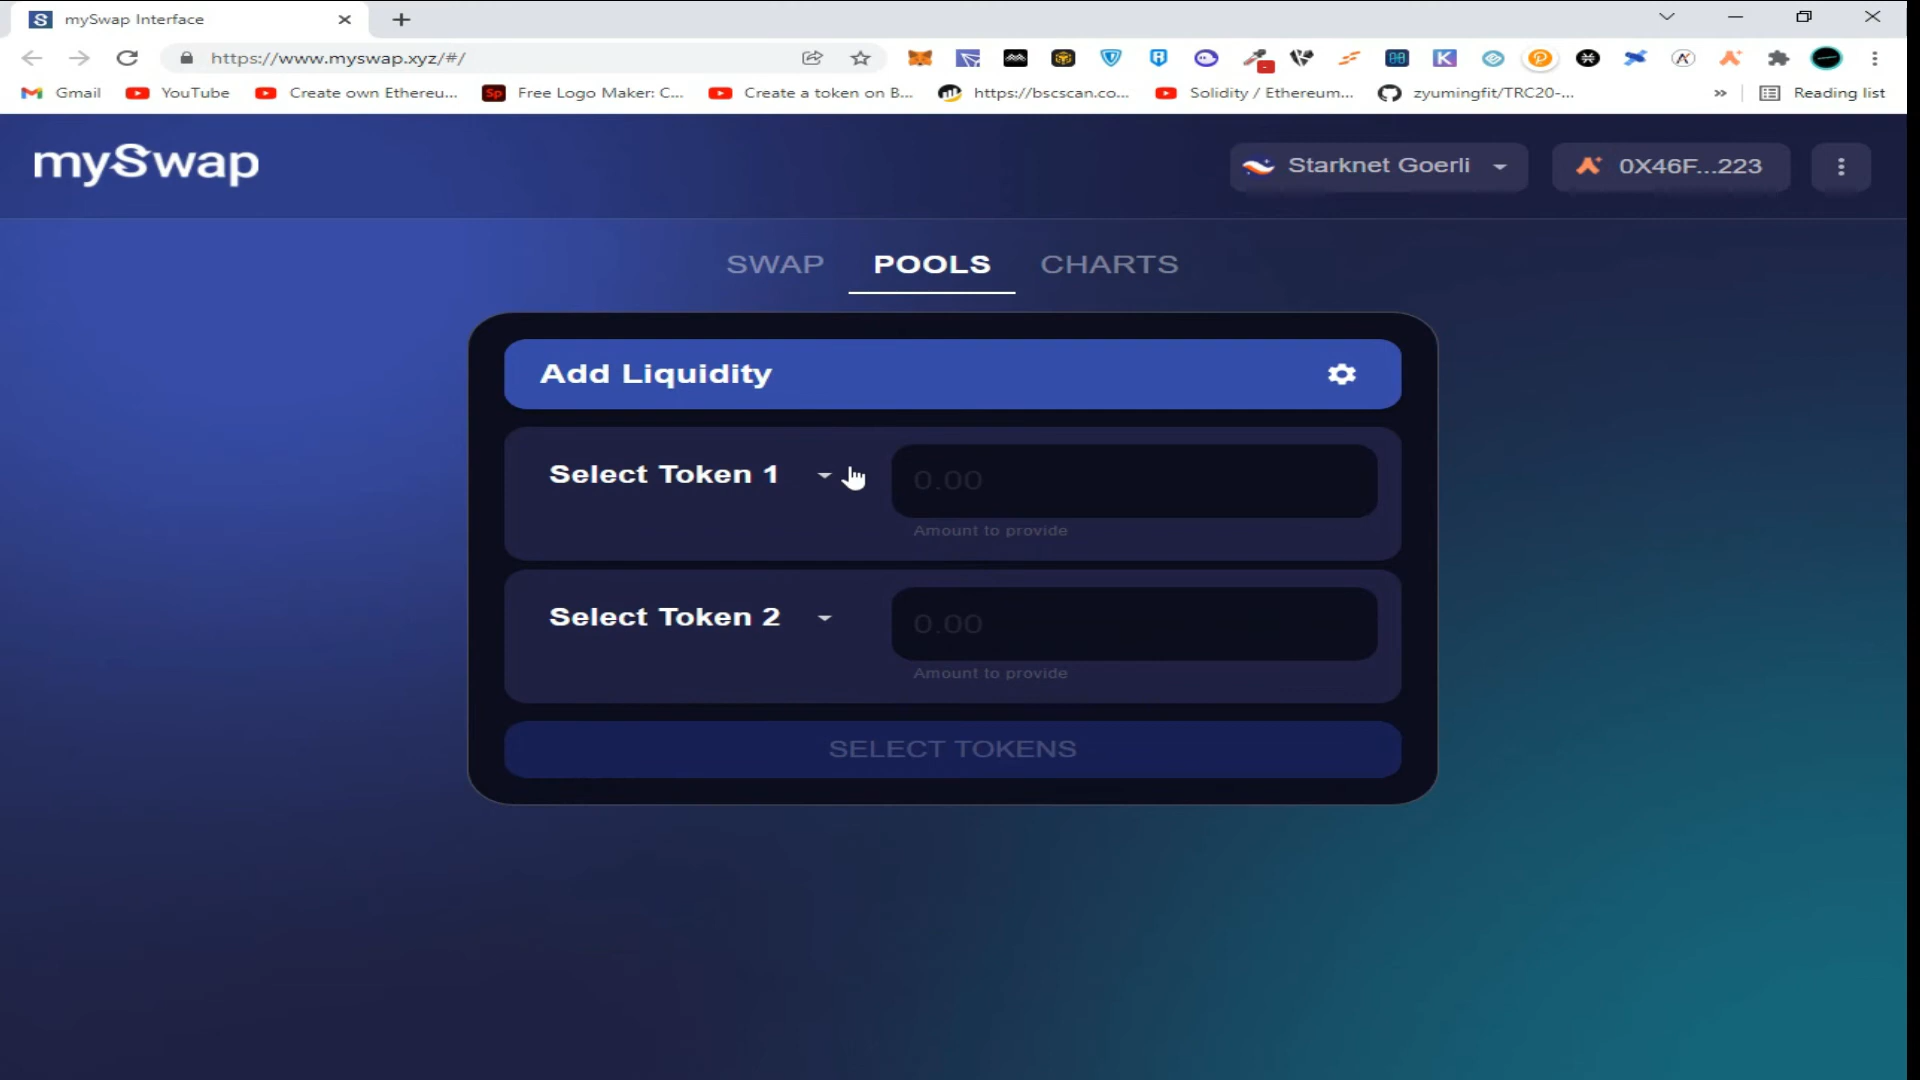 mySwap Interface
https://www.myswap.xyz/#/
Gmail YouTube Create own Ethereu... Free Logo Maker: C... Create a token on B... https://bscscan.co... Solidity / Ethereum... zyumingfit/TRC20-... » Reading list
mySwap
Starknet Goerli 0X46F...223
SWAP POOLS CHARTS
Add Liquidity
Select Token 1 0.00
Amount to provide
Select Token 2 0.00
Amount to provide
SELECT TOKENS